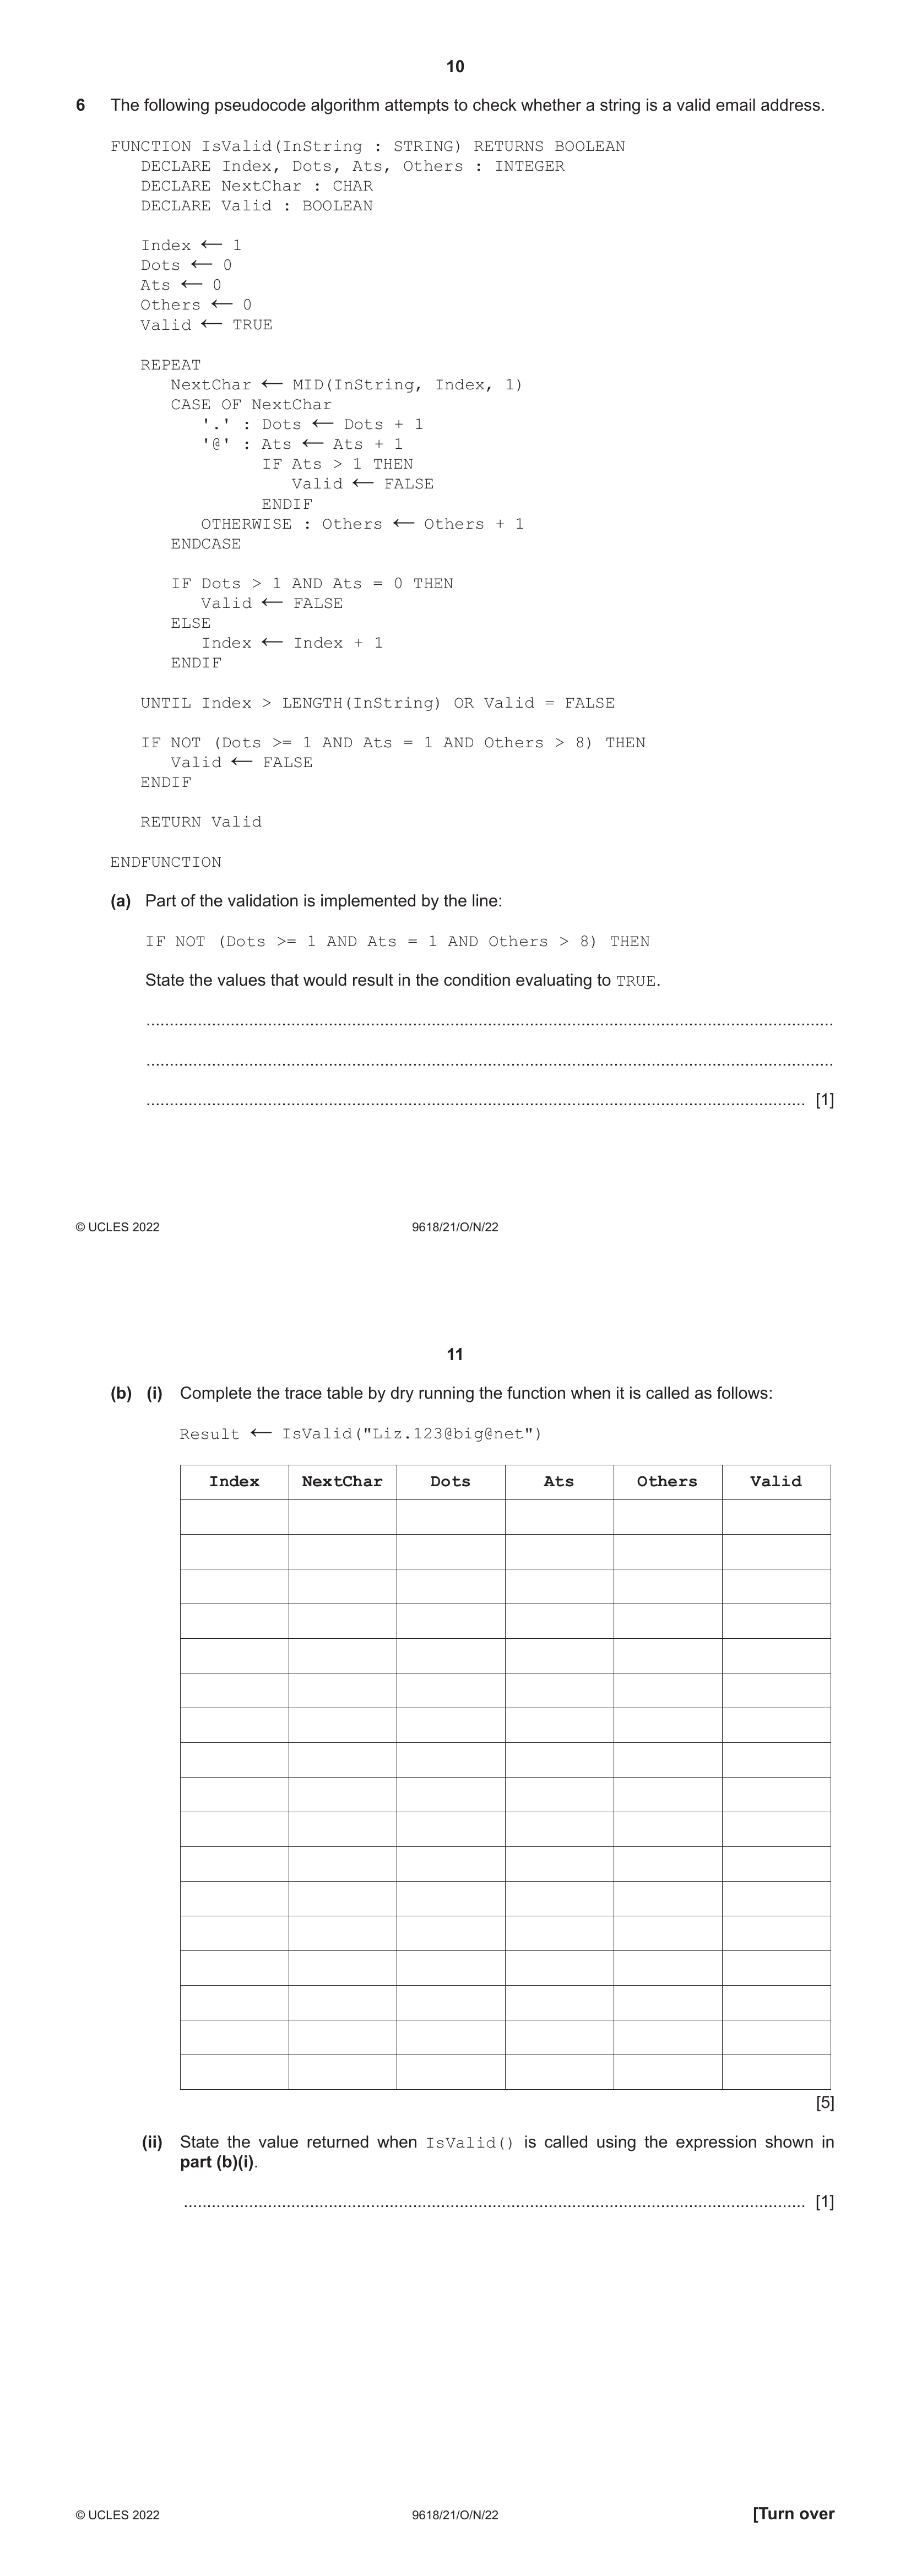 10
6 The following pseudocode algorithm attempts to check whether a string is a valid email address.
FUNCTION IsValid(InString : STRING) RETURNS BOOLEAN
DECLARE Index, Dots, Ats, Others : INTEGER
DECLARE NextChar : CHAR
DECLARE Valid : BOOLEAN
Index ← 1
Dots ← 0
Ats ← 0
Others ← 0
Valid ← TRUE
REPEAT
NextChar ← MID(InString, Index, 1)
CASE OF NextChar
'.' : Dots ← Dots + 1
'@' : Ats ← Ats + 1
IF Ats > 1 THEN
Valid ← FALSE
ENDIF
OTHERWISE : Others ← Others + 1
ENDCASE
IF Dots > 1 AND Ats = 0 THEN
Valid ← FALSE
ELSE
Index ← Index + 1
ENDIF
UNTIL Index > LENGTH(InString) OR Valid = FALSE
IF NOT (Dots >= 1 AND Ats = 1 AND Others > 8) THEN
Valid ← FALSE
ENDIF
RETURN Valid
ENDFUNCTION
(a) Part of the validation is implemented by the line:
IF NOT (Dots >= 1 AND Ats = 1 AND Others > 8) THEN
State the values that would result in the condition evaluating to TRUE.
[1]
© UCLES 2022 9618/21/O/N/22
11
(b) (i) Complete the trace table by dry running the function when it is called as follows:
Result ← IsValid("Liz.123@big@net")
Index NextChar Dots Ats Others Valid
[5]
(ii) State the value returned when IsValid() is called using the expression shown in
part (b)(i).
[1]
© UCLES 2022 9618/21/O/N/22 [Turn over